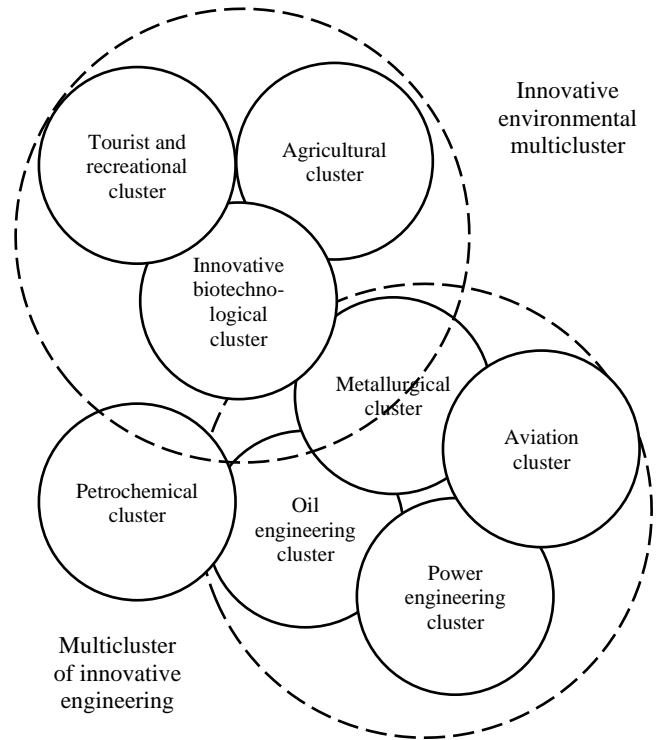 Innovative
environmental
multicluster
Tourist and
recreational
cluster
Agricultural
cluster
Innovative
biotechno-
logical
cluster
Metallurgical
cluster
Aviation
cluster
Petrochemical
cluster
Oil
engineering
cluster
Power
engineering
cluster
Multicluster
of innovative
engineering